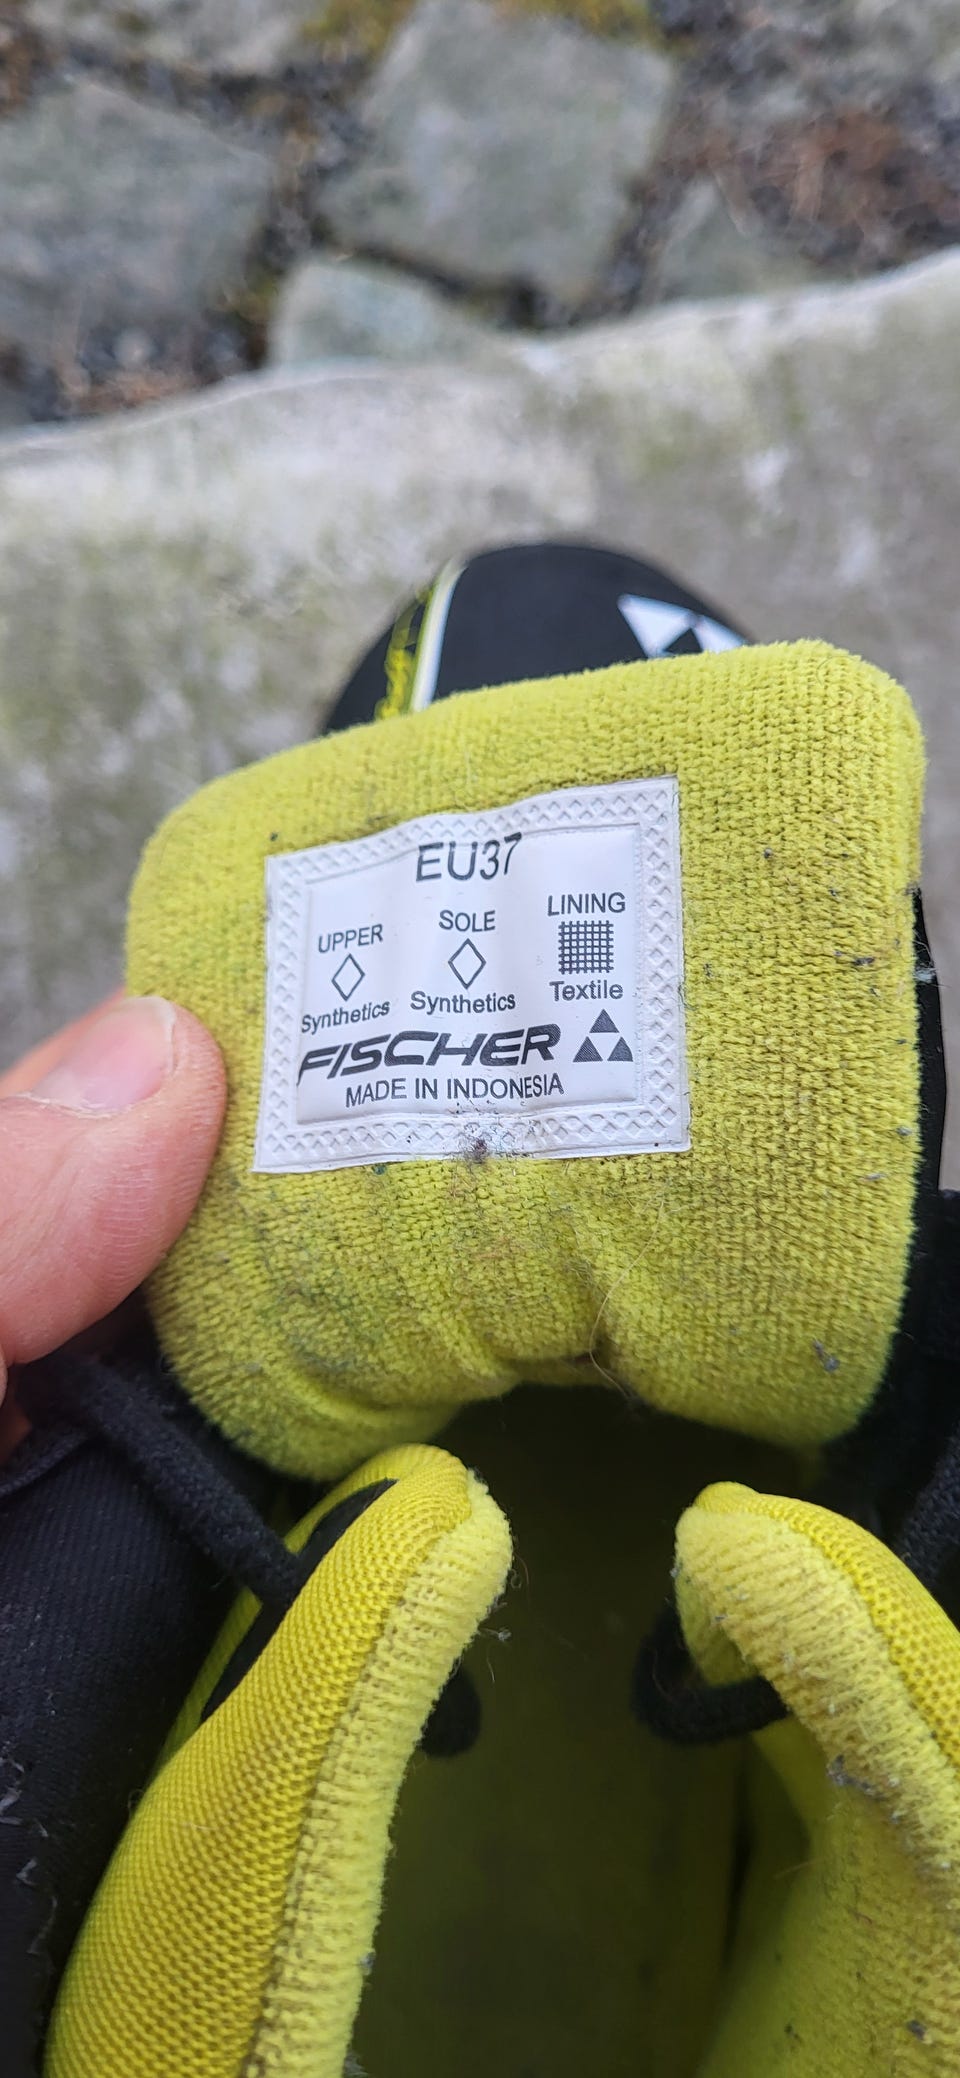 EU37
UPPER SOLE LINING
Synthetics Synthetics Textile
FISCHER
MADE IN INDONESIA